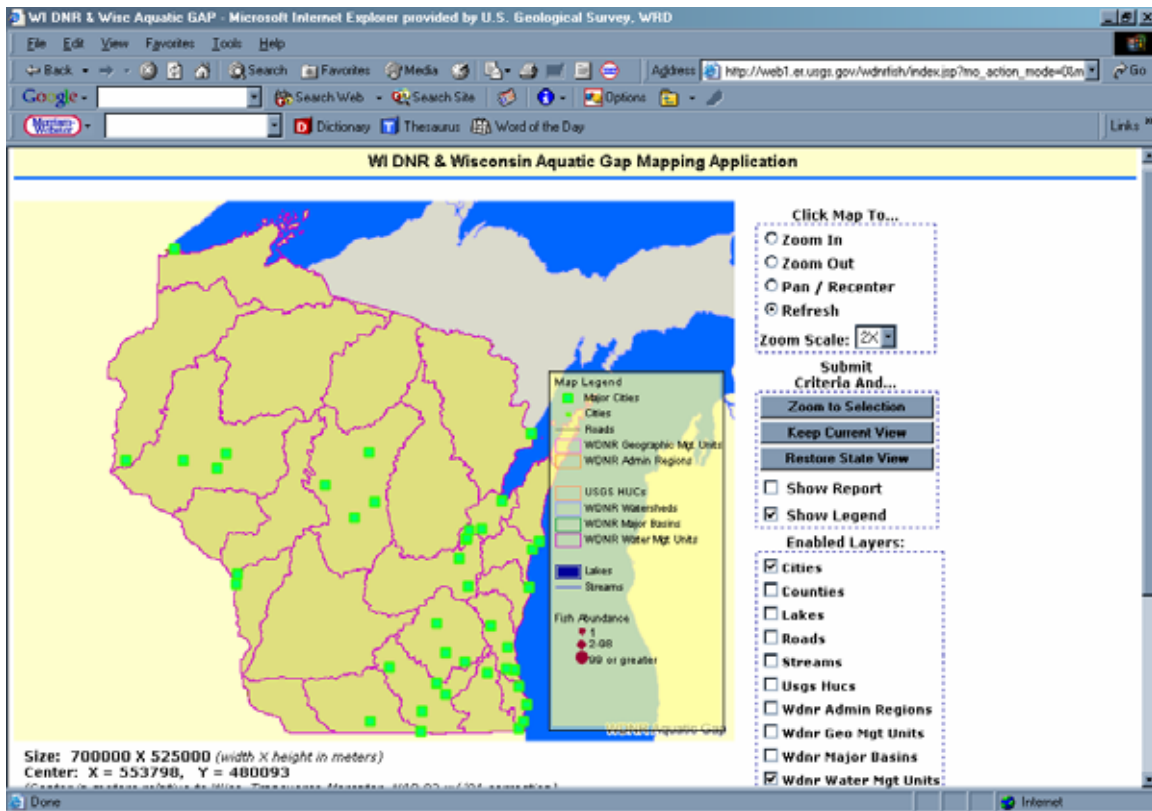 WI DNR & Wisc Aquatic GAP - Microsoft Internet Explorer provided by U.S. Geological Survey, WRD
File Edit View Favorites Tools Help
Back Search Favorites Media Address http://web1.er.usgs.gov/wdnrfish/index.jsp?mo_action_mode=0&m Go
Google Search Web Search Site Options
Merriam-Webster Dictionary Thesaurus Word of the Day Links
WI DNR & Wisconsin Aquatic Gap Mapping Application
Click Map To...
Zoom In
Zoom Out
Pan / Recenter
Refresh
Zoom Scale: 2X
Submit
Criteria And...
Zoom to Selection
Keep Current View
Restore State View
Show Report
Show Legend
Enabled Layers:
Cities
Counties
Lakes
Roads
Streams
Usgs Hucs
Wdnr Admin Regions
Wdnr Geo Mgt Units
Wdnr Major Basins
Wdnr Water Mgt Units
Map Legend
Major Cities
Cities
Roads
WDNR Geographic Mgt. Units
WDNR Admin Regions
USGS HUCs
WDNR Watersheds
WDNR Major Basins
WDNR Water Mgt Units
Lakes
Streams
Fish Abundance
1
2-98
99 or greater
WDNR Aquatic Gap
Size: 700000 X 525000 (width X height in meters)
Center: X = 553798, Y = 480093
Done Internet